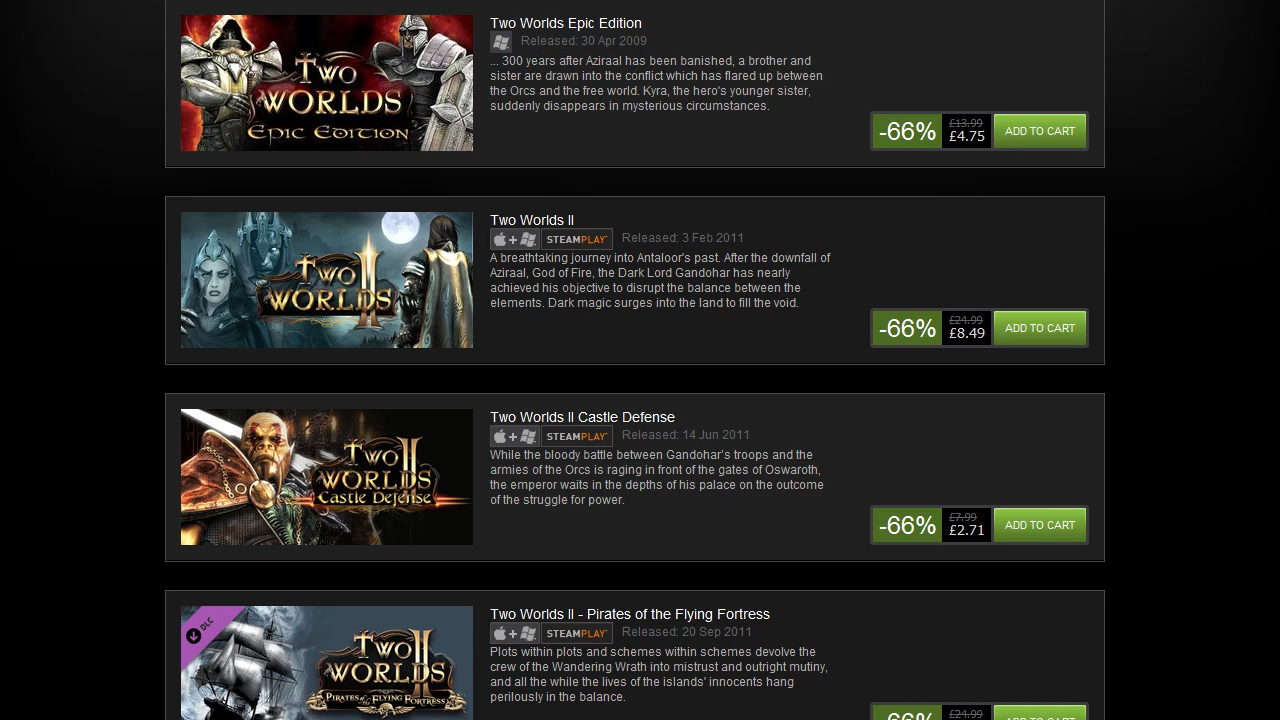 Two Worlds Epic Edition
Released: 30 Apr 2009
... 300 years after Aziraal has been banished, a brother and
sister are drawn into the conflict which has flared up between
the Orcs and the free world. Kyra, the hero's younger sister,
suddenly disappears in mysterious circumstances.
TWO
WORLDS
EPIC EDITION
-66%
£13.99
£4.75
ADD TO CART
Two Worlds II
STEAMPLAY
Released: 3 Feb 2011
A breathtaking journey into Antaloor's past. After the downfall of
Aziraal, God of Fire, the Dark Lord Gandohar has nearly
achieved his objective to disrupt the balance between the
elements. Dark magic surges into the land to fill the void.
TWO II
WORLDS
-66%
£24.99
£8.49
ADD TO CART
Two Worlds II Castle Defense
STEAMPLAY
Released: 14 Jun 2011
While the bloody battle between Gandohar's troops and the
armies of the Orcs is raging in front of the gates of Oswaroth,
the emperor waits in the depths of his palace on the outcome
of the struggle for power.
TWO II
WORLDS
Castle Defense
-66%
£7.99
£2.71
ADD TO CART
Two Worlds II - Pirates of the Flying Fortress
STEAMPLAY
Released: 20 Sep 2011
Plots within plots and schemes within schemes devolve the
crew of the Wandering Wrath into mistrust and outright mutiny,
and all the while the lives of the islands' innocents hang
perilously in the balance.
DLC
TWO II
WORLDS
PIRATES OF THE FLYING FORTRESS
-66%
£24.99
ADD TO CART